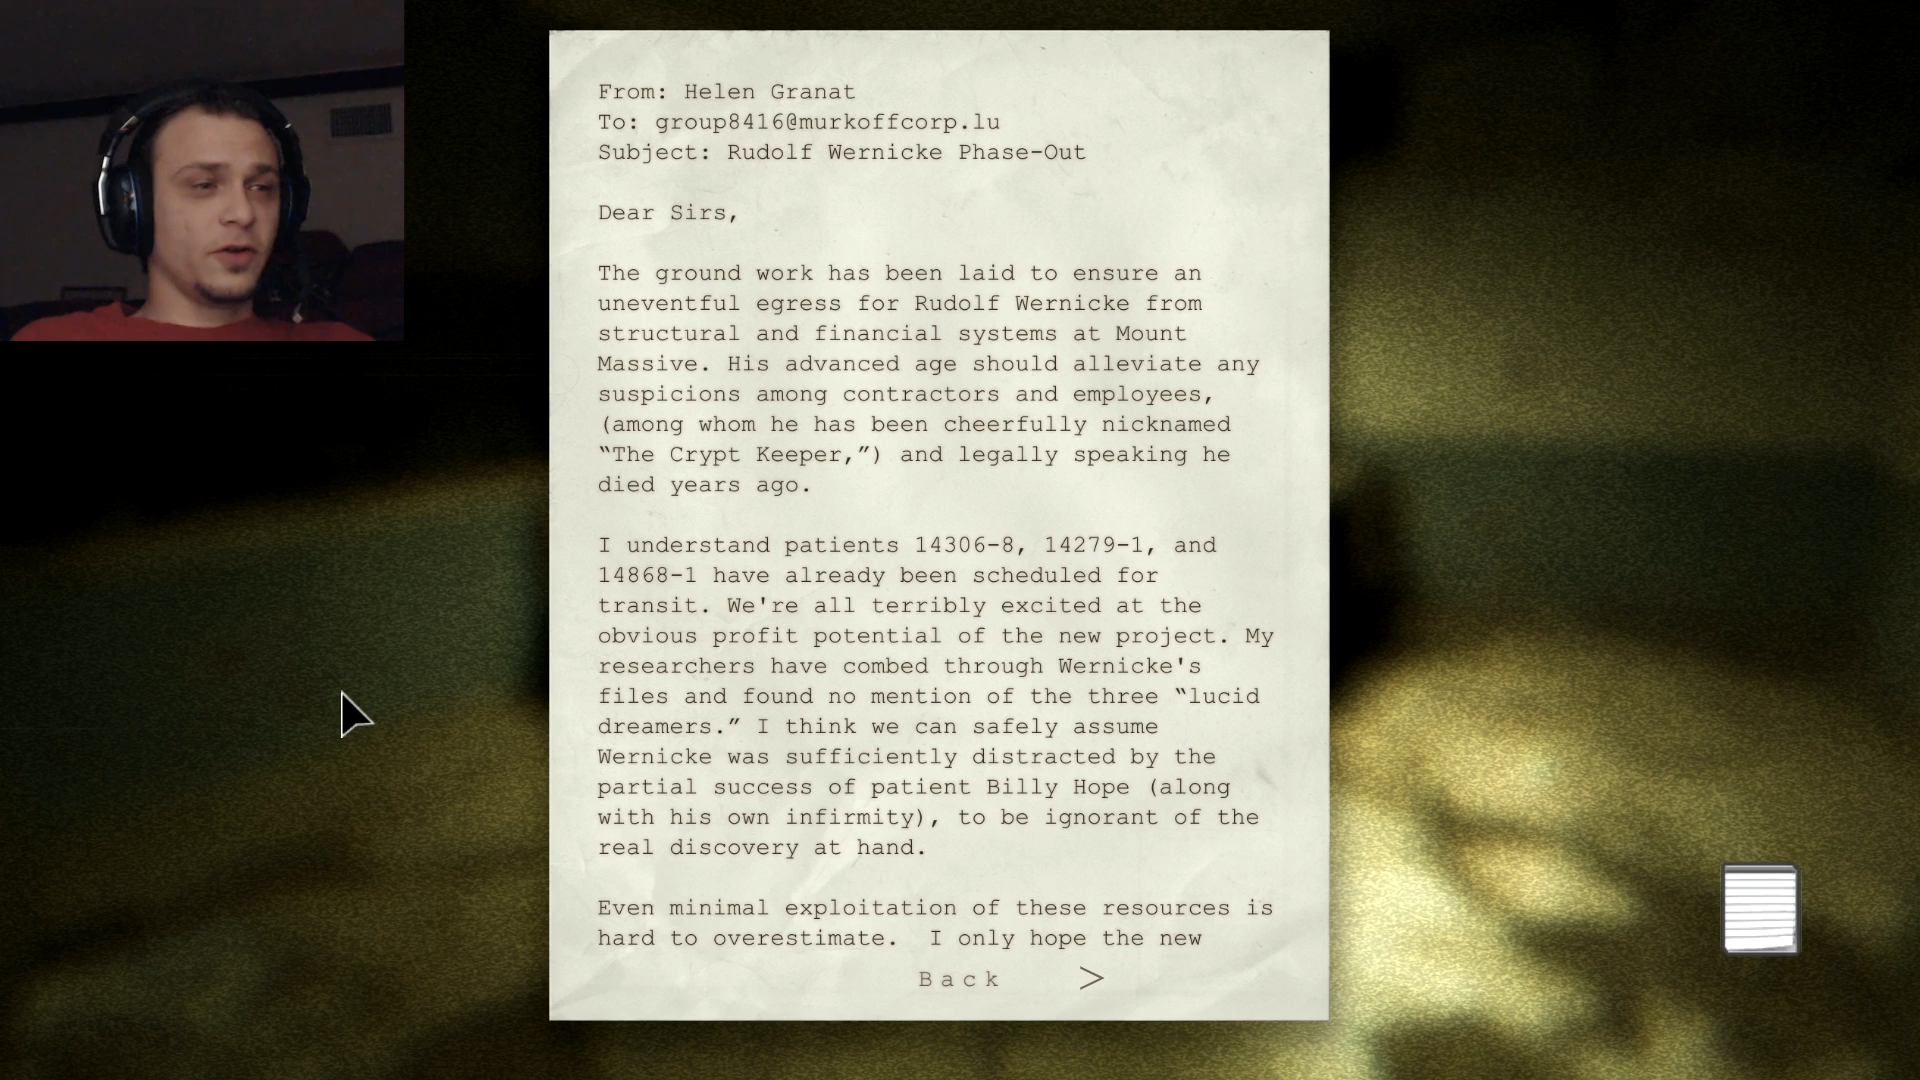 From: Helen Granat
To: group8416@murkoffcorp.lu
Subject: Rudolf Wernicke Phase-Out
Dear Sirs,
The ground work has been laid to ensure an
uneventful egress for Rudolf Wernicke from
structural and financial systems at Mount
Massive. His advanced age should alleviate any
suspicions among contractors and employees,
(among whom he has been cheerfully nicknamed
“The Crypt Keeper,”) and legally speaking he
died years ago.
I understand patients 14306-8, 14279-1, and
14868-1 have already been scheduled for
transit. We're all terribly excited at the
obvious profit potential of the new project. My
researchers have combed through Wernicke's
files and found no mention of the three “lucid
dreamers.” I think we can safely assume
Wernicke was sufficiently distracted by the
partial success of patient Billy Hope (along
with his own infirmity), to be ignorant of the
real discovery at hand.
Even minimal exploitation of these resources is
hard to overestimate.  I only hope the new
Back >